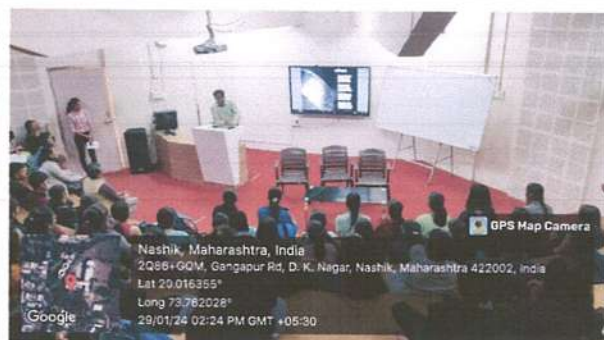 GPS Map Camera
Nashik, Maharashtra, India
2Q86+GQM, Gangapur Rd, D. K. Nagar, Nashik, Maharashtra 422002, India
Lat 20.016355°
Long 73.762028°
29/01/24 02:24 PM GMT +05:30
Google